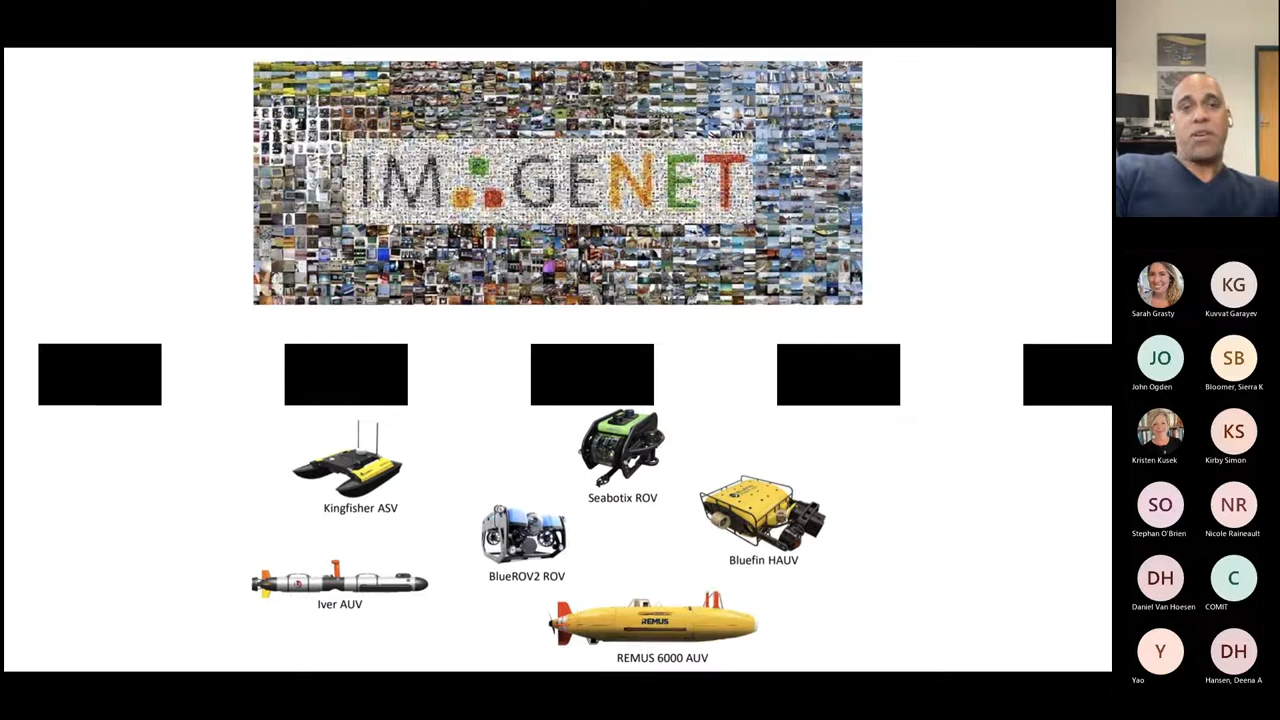 IMAGENET
Kingfisher ASV
Seabotix ROV
BlueROV2 ROV
Bluefin HAUV
Iver AUV
REMUS
REMUS 6000 AUV
Sarah Grasty
KG
Kuvvat Garayev
JO
John Ogden
SB
Bloomer, Sierra K
Kristen Kusek
KS
Kirby Simon
SO
Stephan O'Brien
NR
Nicole Raineault
DH
Daniel Van Hoesen
C
COMIT
Y
Yao
DH
Hansen, Deena A